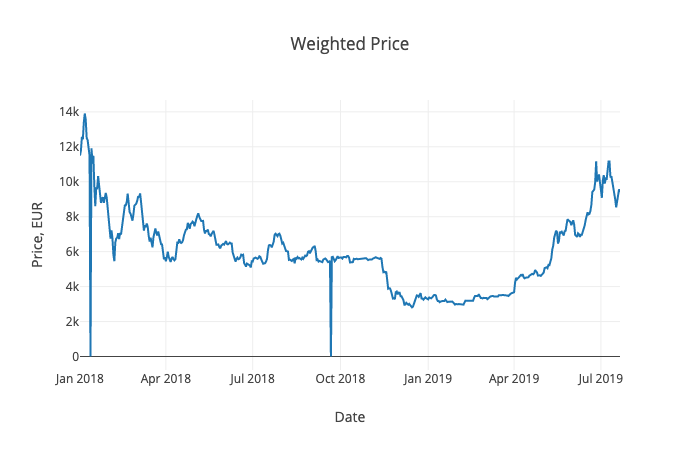 Weighted Price
14k
12k
10k
8k
6k
4k
2k
0
Price, EUR
Jan 2018 Apr 2018 Jul 2018 Oct 2018 Jan 2019 Apr 2019 Jul 2019
Date